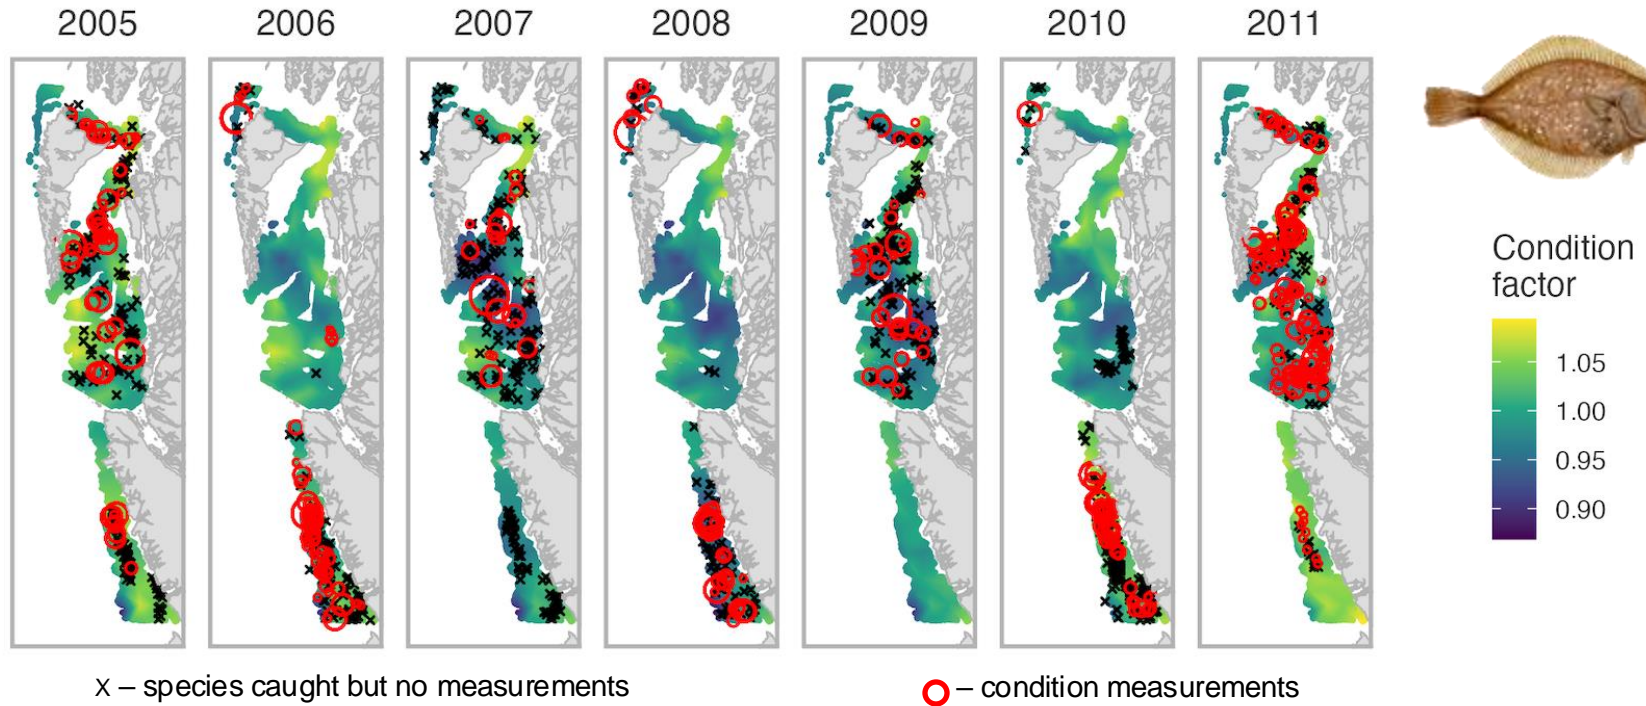 2005 2006 2007 2008 2009 2010 2011
Condition
factor
1.05
1.00
0.95
0.90
X – species caught but no measurements
– condition measurements